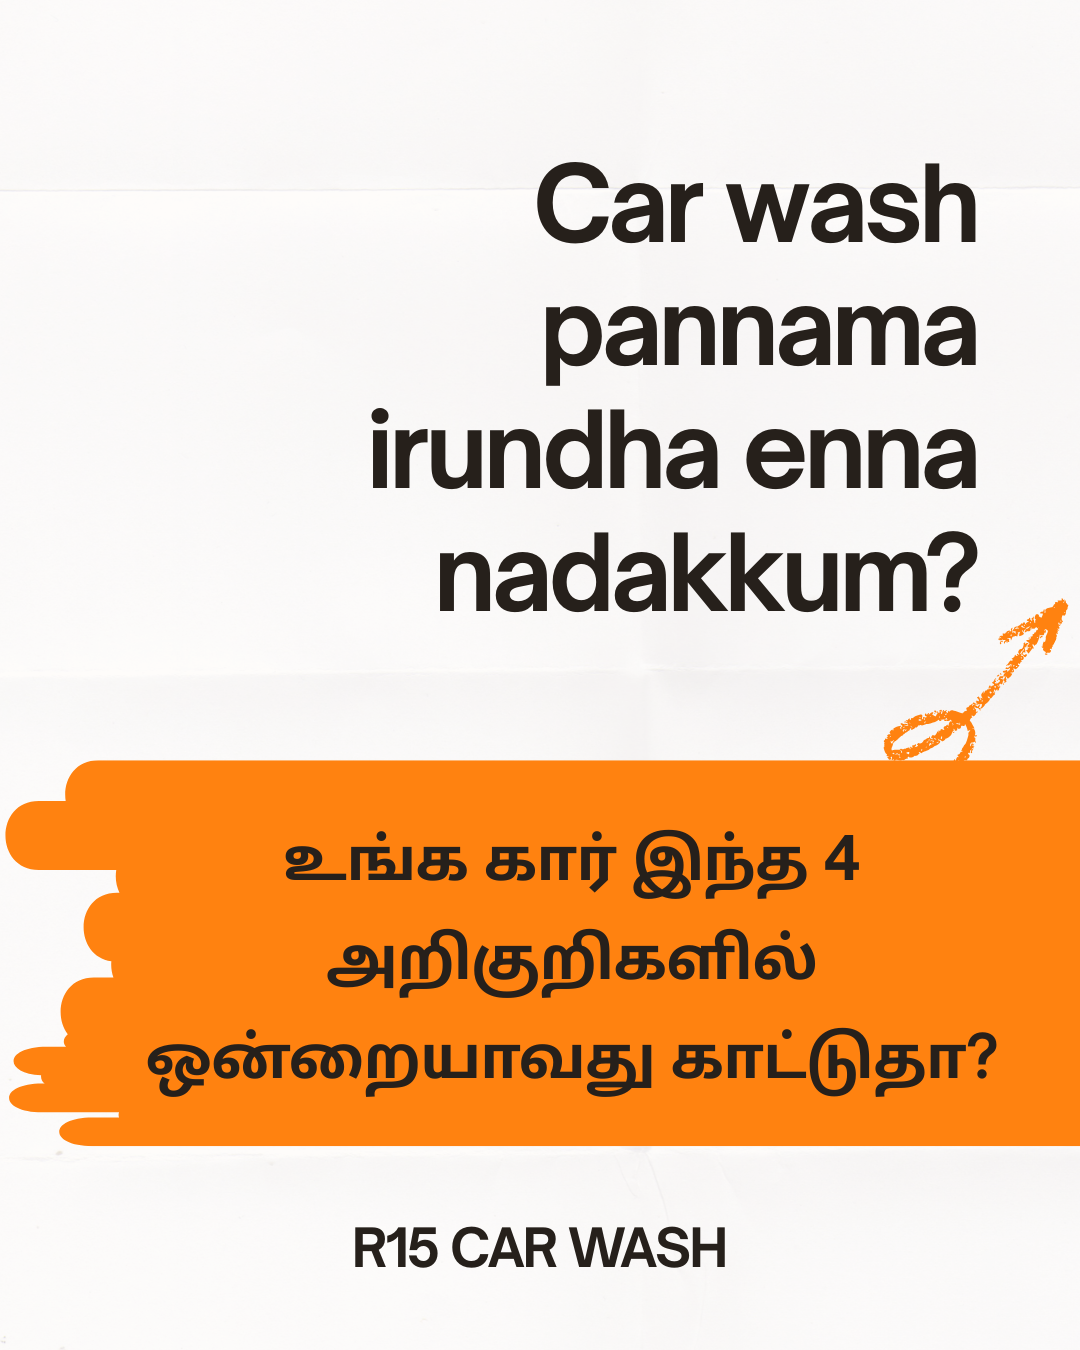 Car wash
pannama
irundha enna
nadakkum?
உங்க கார் இந்த 4
அறிகுறிகளில்
ஒன்றையாவது காட்டுதா?
R15 CAR WASH